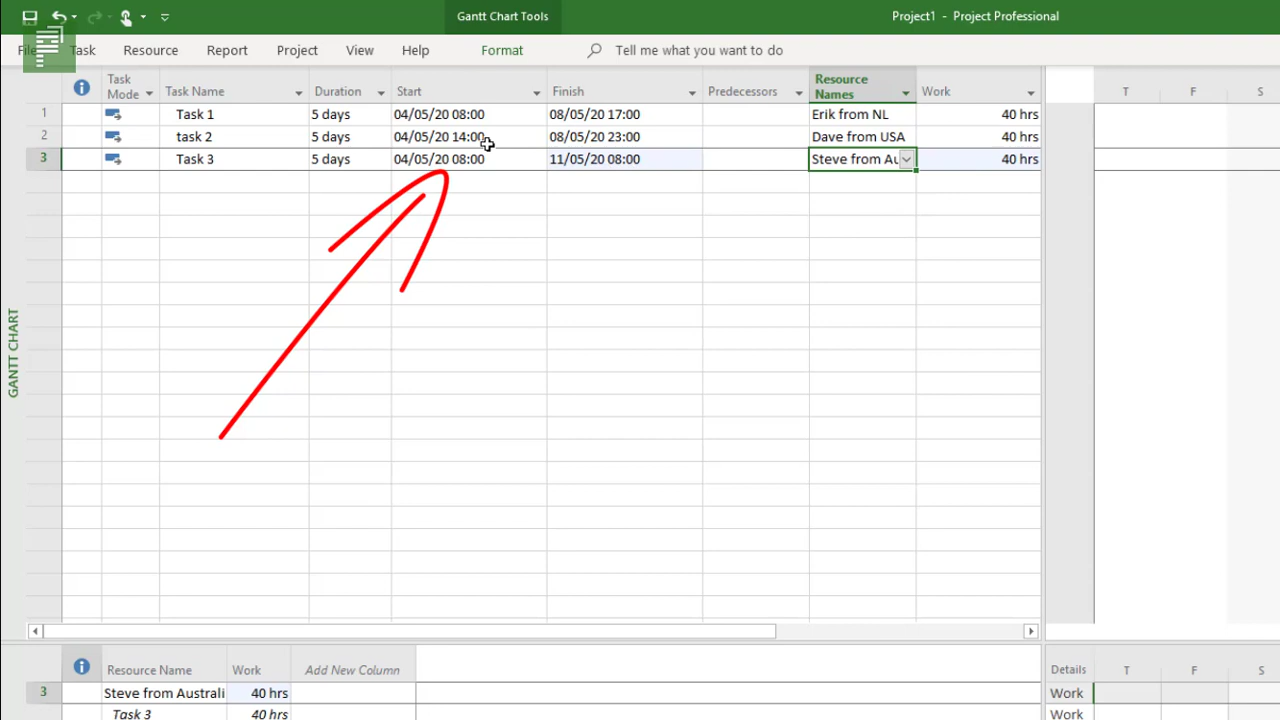 Gantt Chart Tools
Project1 - Project Professional
File Task Resource Report Project View Help Format Tell me what you want to do
Task Mode Task Name Duration Start Finish Predecessors Resource Names Work T F S
1 Task 1 5 days 04/05/20 08:00 08/05/20 17:00 Erik from NL 40 hrs
2 task 2 5 days 04/05/20 14:00 08/05/20 23:00 Dave from USA 40 hrs
3 Task 3 5 days 04/05/20 08:00 11/05/20 08:00 Steve from Au 40 hrs
GANTT CHART
Resource Name Work Add New Column Details T F S
3 Steve from Australi 40 hrs Work
Task 3 40 hrs Work